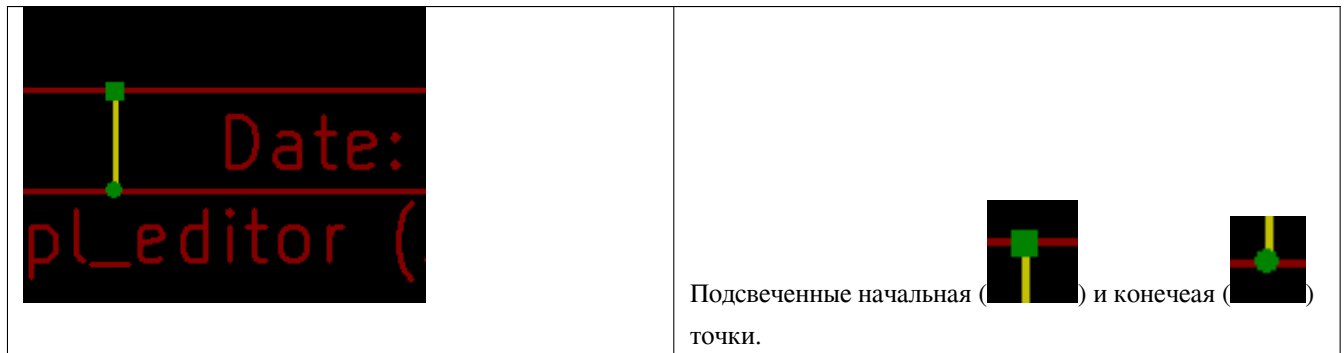 Date:
pl_editor (
Подсвеченные начальная ( ) и конечеая ( )
точки.